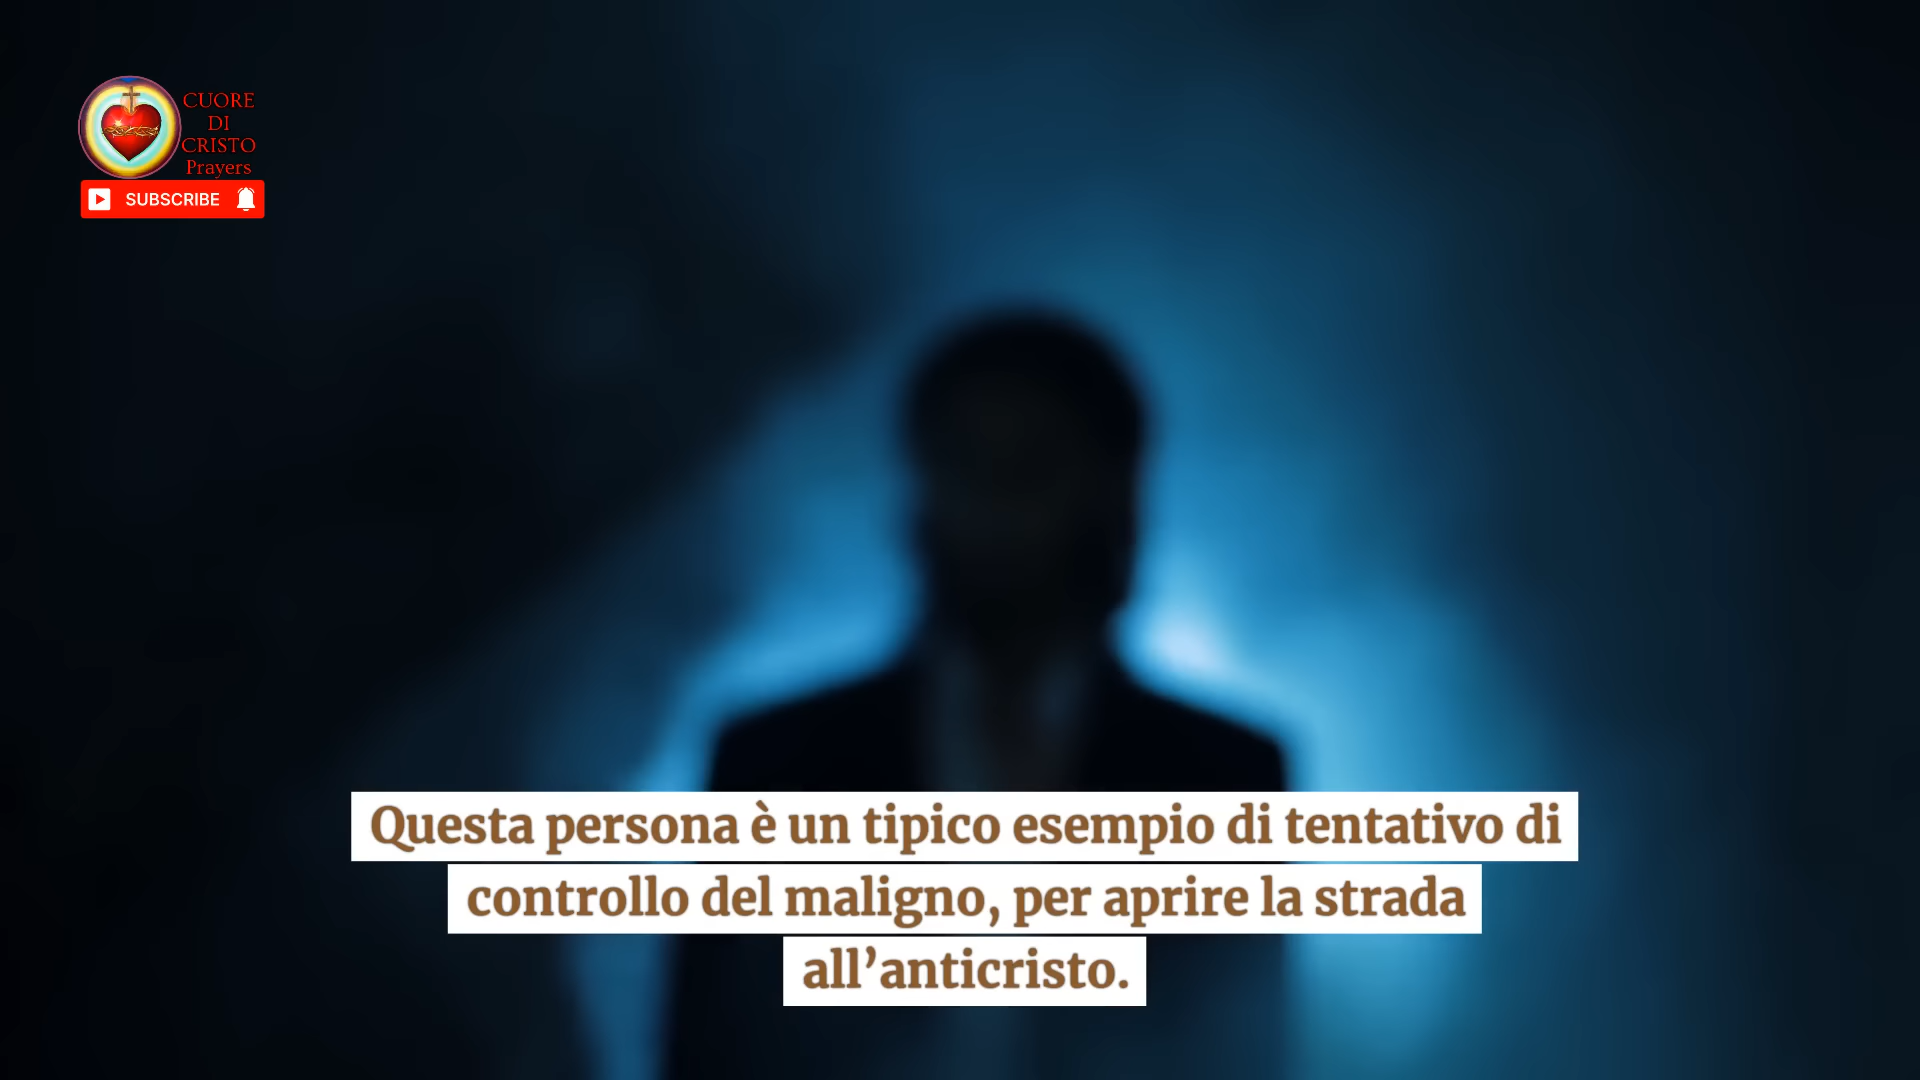 CUORE
DI
CRISTO
Prayers
SUBSCRIBE
Questa persona è un tipico esempio di tentativo di
controllo del maligno, per aprire la strada
all’anticristo.